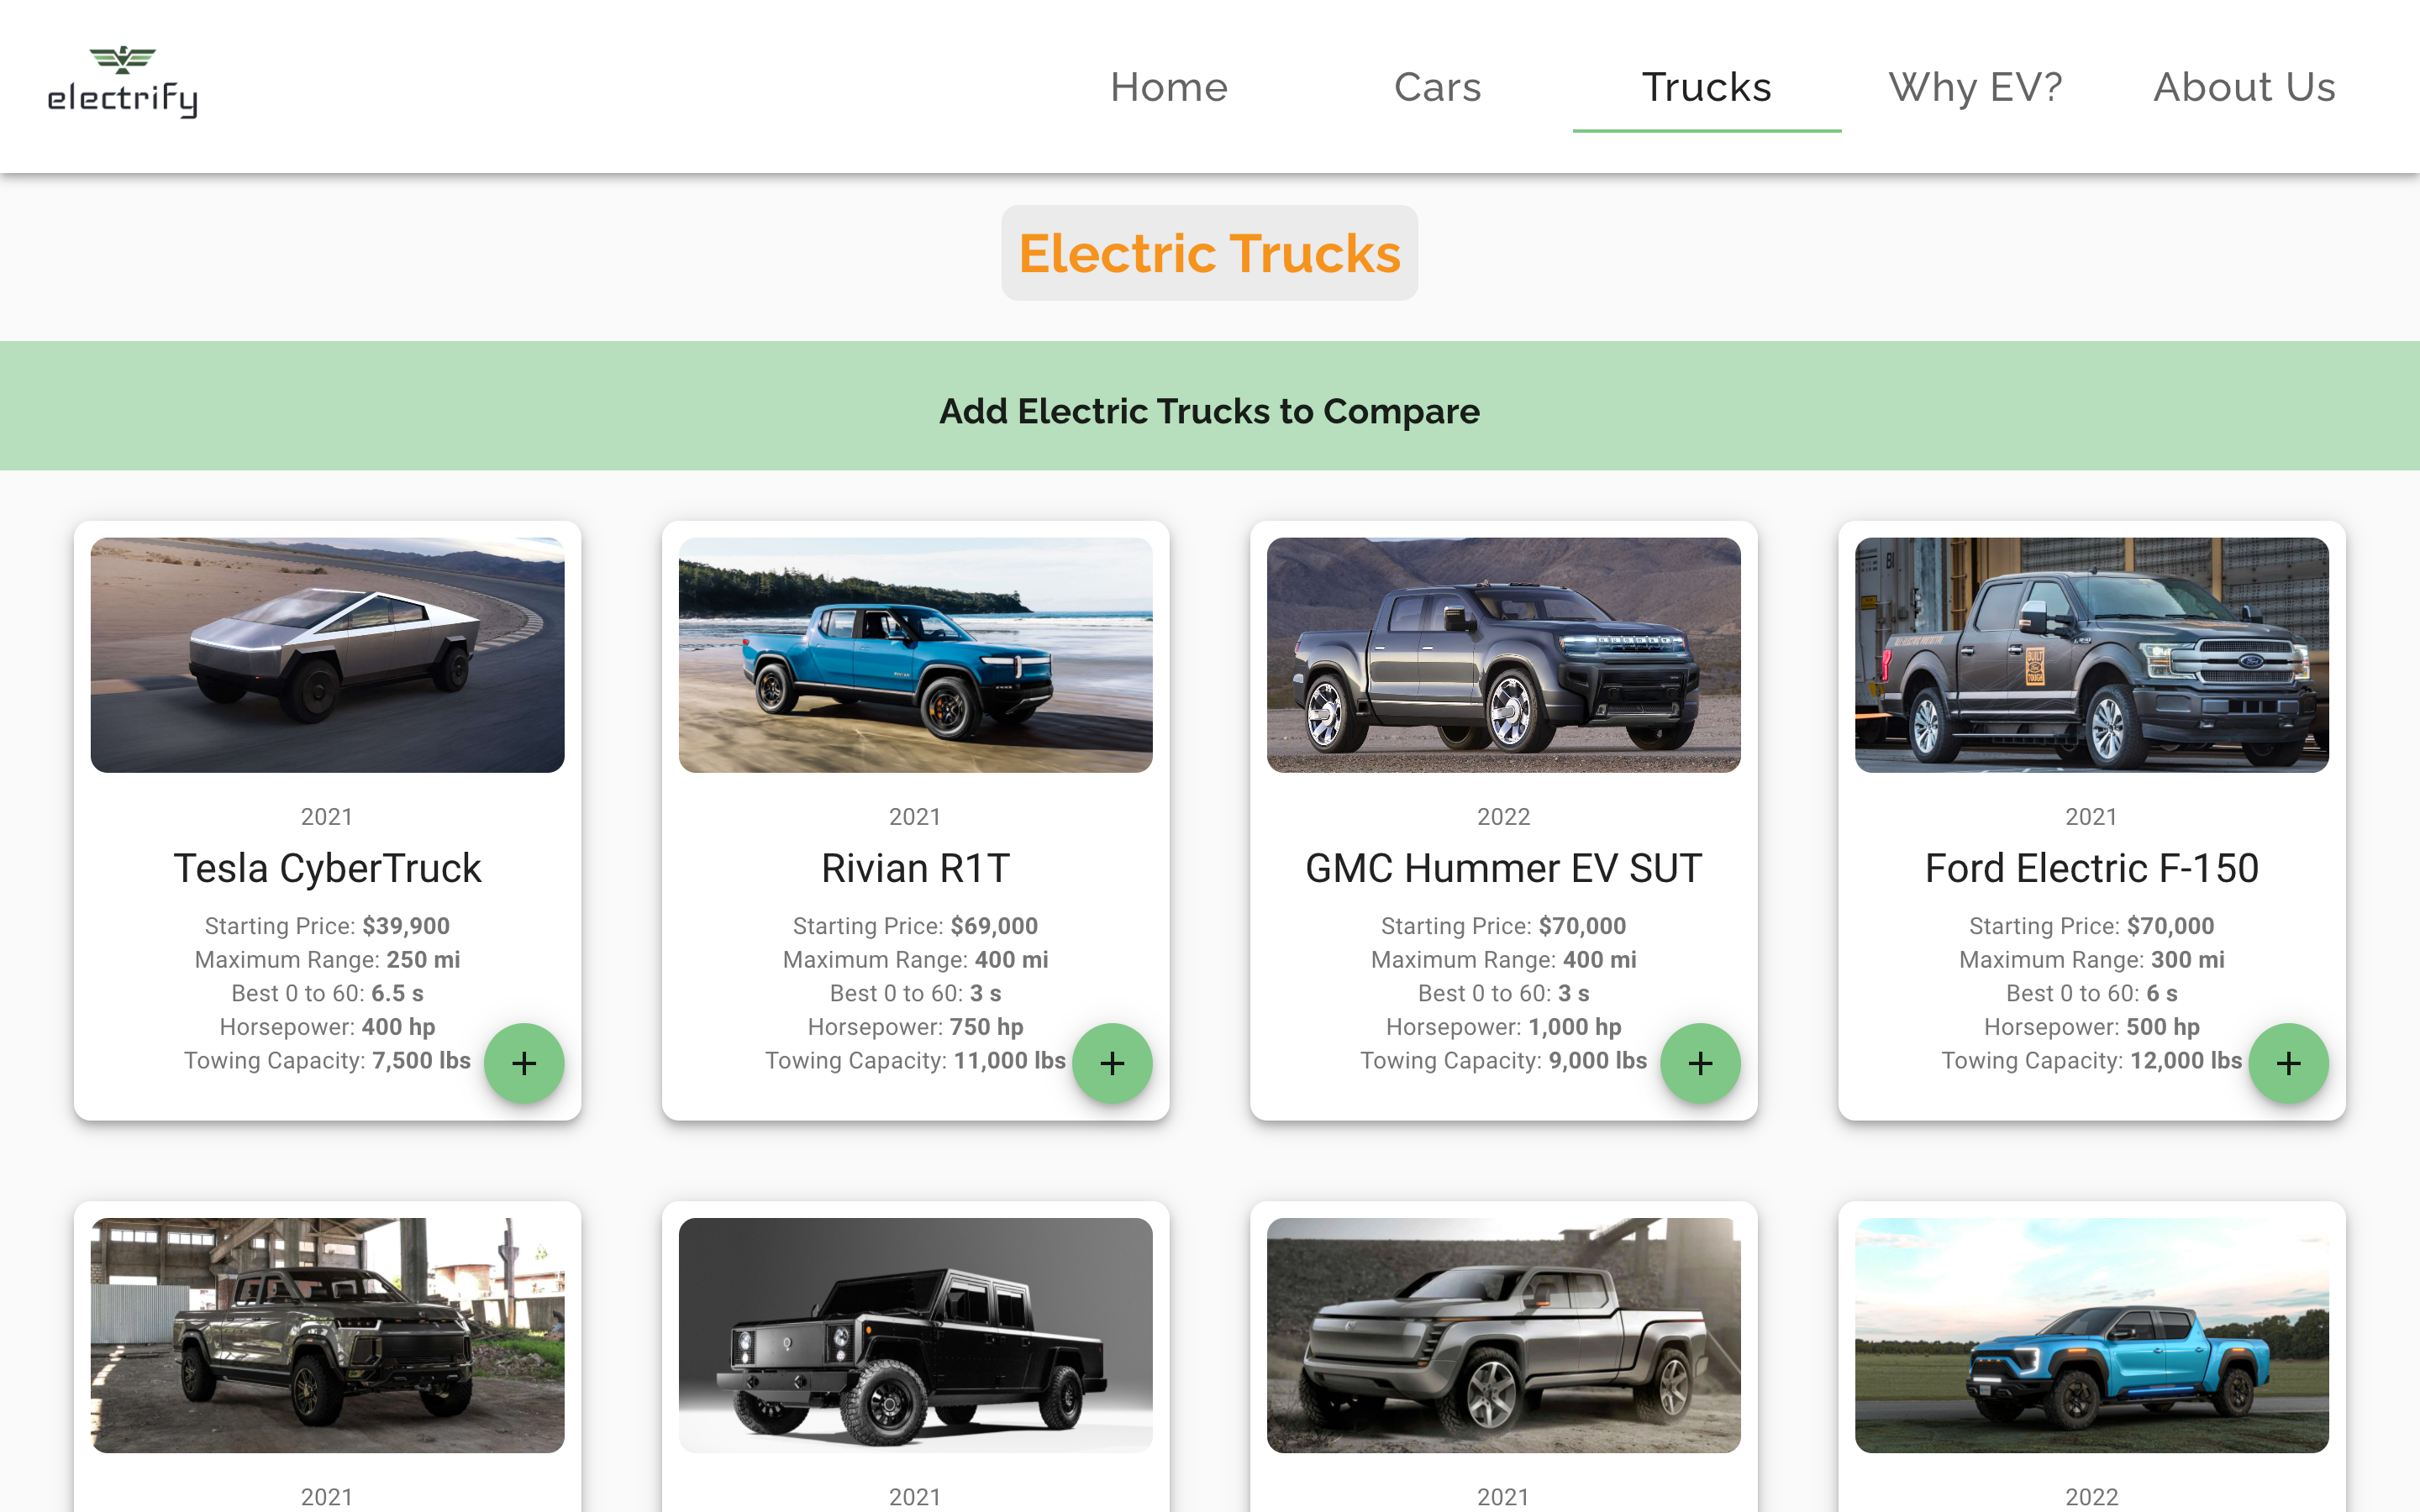 electrify
Home
Cars
Trucks
Why EV?
About Us
Electric Trucks
Add Electric Trucks to Compare
2021
Tesla CyberTruck
Starting Price: $39,900
Maximum Range: 250 mi
Best 0 to 60: 6.5 s
Horsepower: 400 hp
Towing Capacity: 7,500 lbs
+
2021
Rivian R1T
Starting Price: $69,000
Maximum Range: 400 mi
Best 0 to 60: 3 s
Horsepower: 750 hp
Towing Capacity: 11,000 lbs
+
2022
GMC Hummer EV SUT
Starting Price: $70,000
Maximum Range: 400 mi
Best 0 to 60: 3 s
Horsepower: 1,000 hp
Towing Capacity: 9,000 lbs
+
BUILT
TOUGH
Ford
2021
Ford Electric F-150
Starting Price: $70,000
Maximum Range: 300 mi
Best 0 to 60: 6 s
Horsepower: 500 hp
Towing Capacity: 12,000 lbs
+
2021
2021
2021
2022